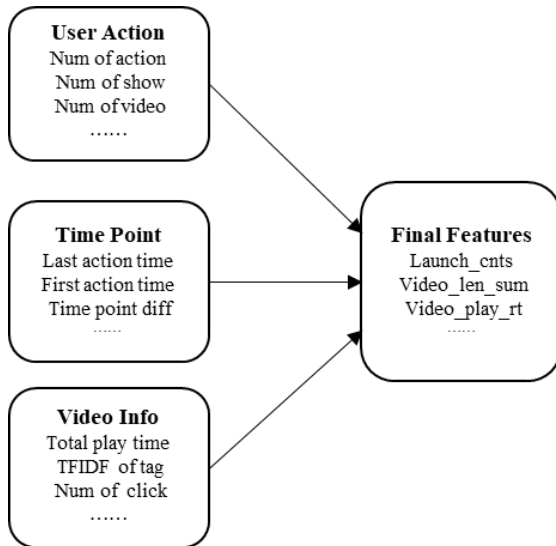 User Action
Num of action
Num of show
Num of video
……
Time Point
Last action time
First action time
Time point diff
……
Video Info
Total play time
TFIDF of tag
Num of click
……
Final Features
Launch_cnts
Video_len_sum
Video_play_rt
……